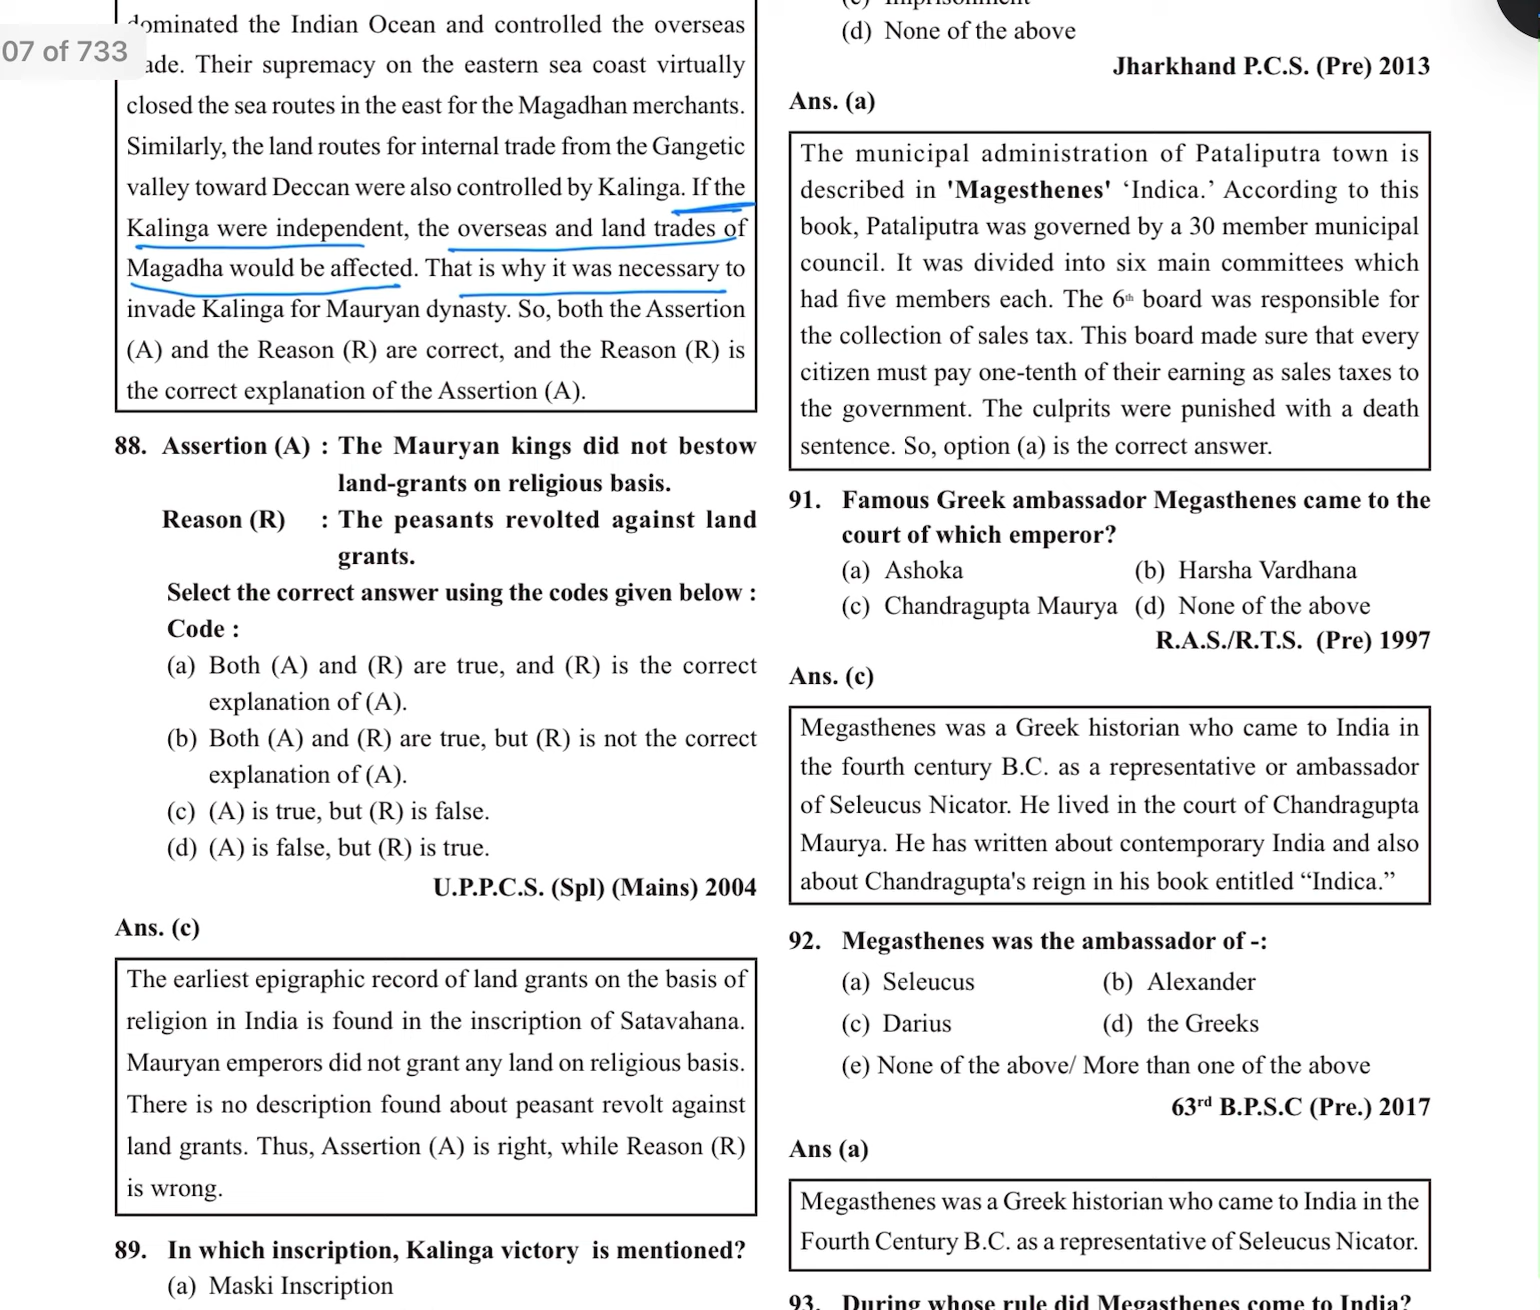 07 of 733
dominated the Indian Ocean and controlled the overseas
ade. Their supremacy on the eastern sea coast virtually
closed the sea routes in the east for the Magadhan merchants.
Similarly, the land routes for internal trade from the Gangetic
valley toward Deccan were also controlled by Kalinga. If the
Kalinga were independent, the overseas and land trades of
Magadha would be affected. That is why it was necessary to
invade Kalinga for Mauryan dynasty. So, both the Assertion
(A) and the Reason (R) are correct, and the Reason (R) is
the correct explanation of the Assertion (A).
88. Assertion (A) : The Mauryan kings did not bestow
land-grants on religious basis.
Reason (R) : The peasants revolted against land
grants.
Select the correct answer using the codes given below :
Code :
(a) Both (A) and (R) are true, and (R) is the correct
explanation of (A).
(b) Both (A) and (R) are true, but (R) is not the correct
explanation of (A).
(c) (A) is true, but (R) is false.
(d) (A) is false, but (R) is true.
U.P.P.C.S. (Spl) (Mains) 2004
Ans. (c)
The earliest epigraphic record of land grants on the basis of
religion in India is found in the inscription of Satavahana.
Mauryan emperors did not grant any land on religious basis.
There is no description found about peasant revolt against
land grants. Thus, Assertion (A) is right, while Reason (R)
is wrong.
89. In which inscription, Kalinga victory is mentioned?
(a) Maski Inscription
(c) Imprisonment
(d) None of the above
Jharkhand P.C.S. (Pre) 2013
Ans. (a)
The municipal administration of Pataliputra town is
described in 'Magesthenes' ‘Indica.’ According to this
book, Pataliputra was governed by a 30 member municipal
council. It was divided into six main committees which
had five members each. The 6th board was responsible for
the collection of sales tax. This board made sure that every
citizen must pay one-tenth of their earning as sales taxes to
the government. The culprits were punished with a death
sentence. So, option (a) is the correct answer.
91. Famous Greek ambassador Megasthenes came to the
court of which emperor?
(a) Ashoka (b) Harsha Vardhana
(c) Chandragupta Maurya (d) None of the above
R.A.S./R.T.S. (Pre) 1997
Ans. (c)
Megasthenes was a Greek historian who came to India in
the fourth century B.C. as a representative or ambassador
of Seleucus Nicator. He lived in the court of Chandragupta
Maurya. He has written about contemporary India and also
about Chandragupta's reign in his book entitled “Indica.”
92. Megasthenes was the ambassador of -:
(a) Seleucus (b) Alexander
(c) Darius (d) the Greeks
(e) None of the above/ More than one of the above
63rd B.P.S.C (Pre.) 2017
Ans (a)
Megasthenes was a Greek historian who came to India in the
Fourth Century B.C. as a representative of Seleucus Nicator.
93. During whose rule did Megasthenes come to India?